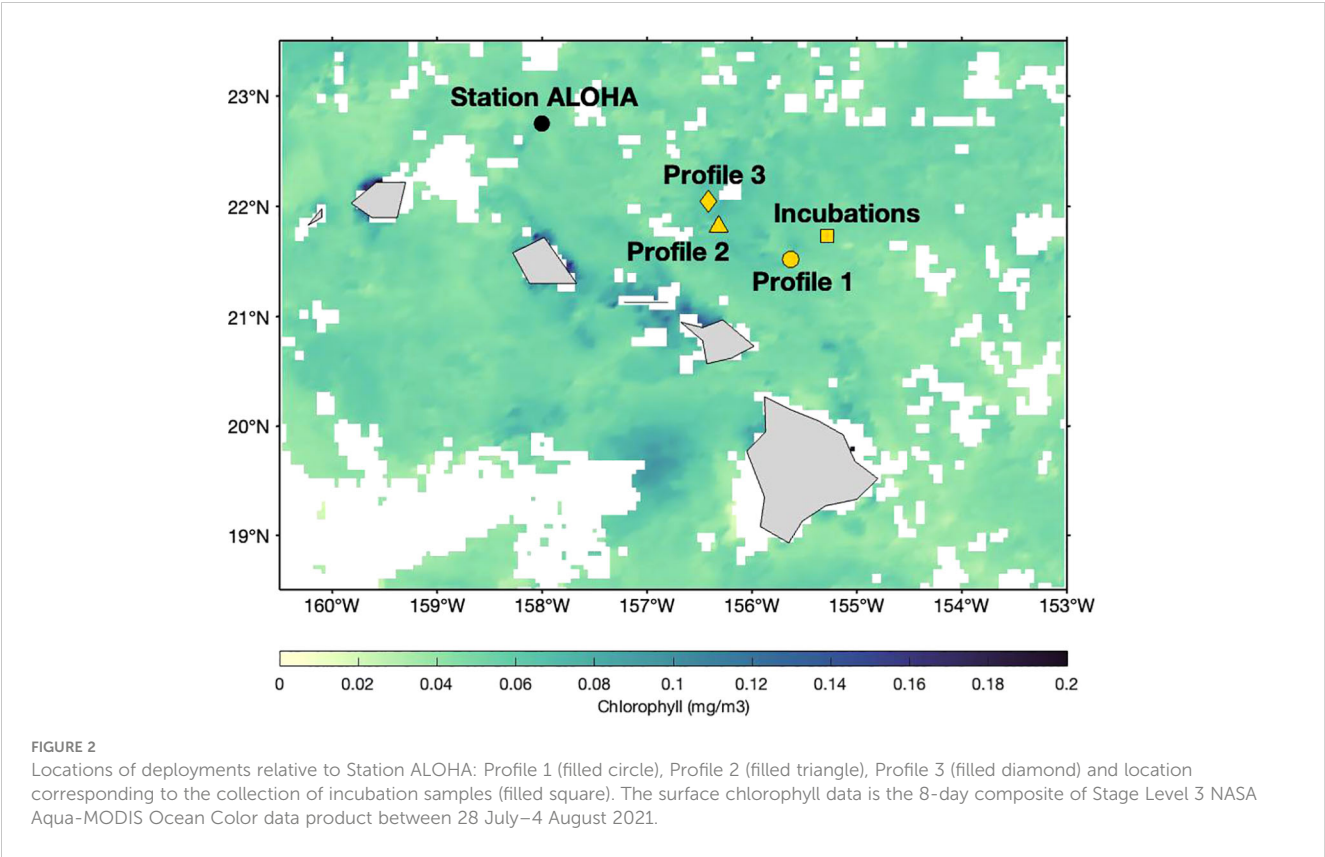 Station ALOHA
Profile 3
Incubations
Profile 2
Profile 1
23°N
22°N
21°N
20°N
19°N
160°W 159°W 158°W 157°W 156°W 155°W 154°W 153°W
0 0.02 0.04 0.06 0.08 0.1 0.12 0.14 0.16 0.18 0.2
Chlorophyll (mg/m3)
FIGURE 2
Locations of deployments relative to Station ALOHA: Profile 1 (filled circle), Profile 2 (filled triangle), Profile 3 (filled diamond) and location
corresponding to the collection of incubation samples (filled square). The surface chlorophyll data is the 8-day composite of Stage Level 3 NASA
Aqua-MODIS Ocean Color data product between 28 July–4 August 2021.